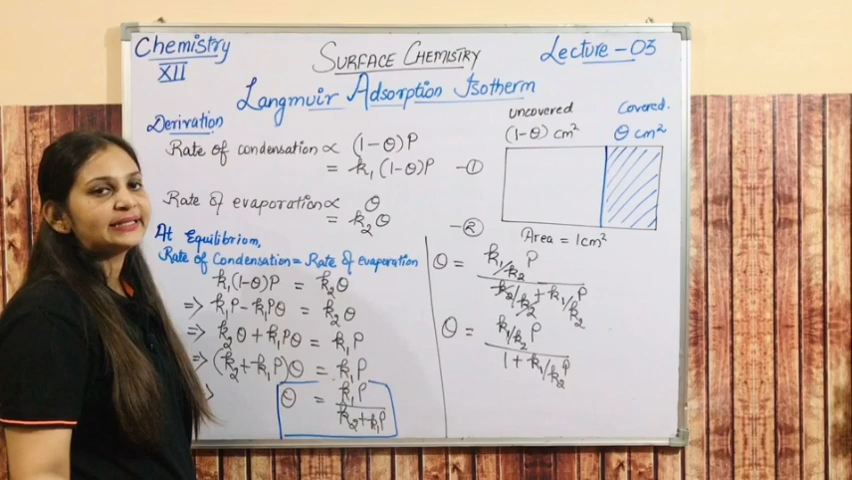 Chemistry
XII
SURFACE CHEMISTRY
Lecture - 03
Langmuir Adsorption Isotherm
Derivation
Rate of condensation ∝ (1-θ)P
= k₁(1-θ)P -①
Rate of evaporation ∝ θ
= k₂θ -②
At Equilibrium,
Rate of Condensation = Rate of evaporation
k₁(1-θ)P = k₂θ
=> k₁P - k₁Pθ = k₂θ
=> k₂θ + k₁Pθ = k₁P
=> (k₂+k₁P)θ = k₁P
θ = k₁P / k₂+k₁P
uncovered
(1-θ) cm²
Covered.
θ cm²
Area = 1cm²
θ = k₁/k₂ P / k₂/k₂ + k₁/k₂ P
θ = k₁/k₂ P / 1 + k₁/k₂ P